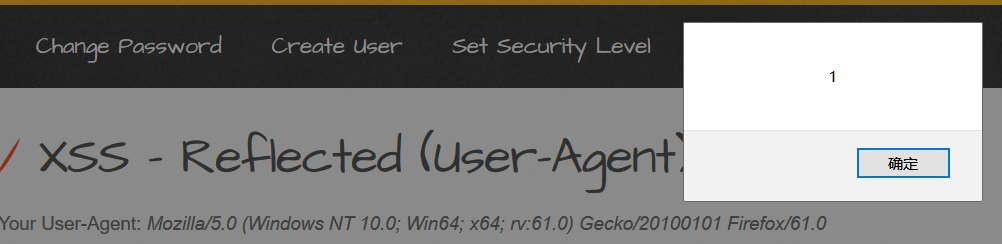 Change Password Create User Set Security Level
1
确定
XSS - Reflected (User-Agent)
Your User-Agent: Mozilla/5.0 (Windows NT 10.0; Win64; x64; rv:61.0) Gecko/20100101 Firefox/61.0